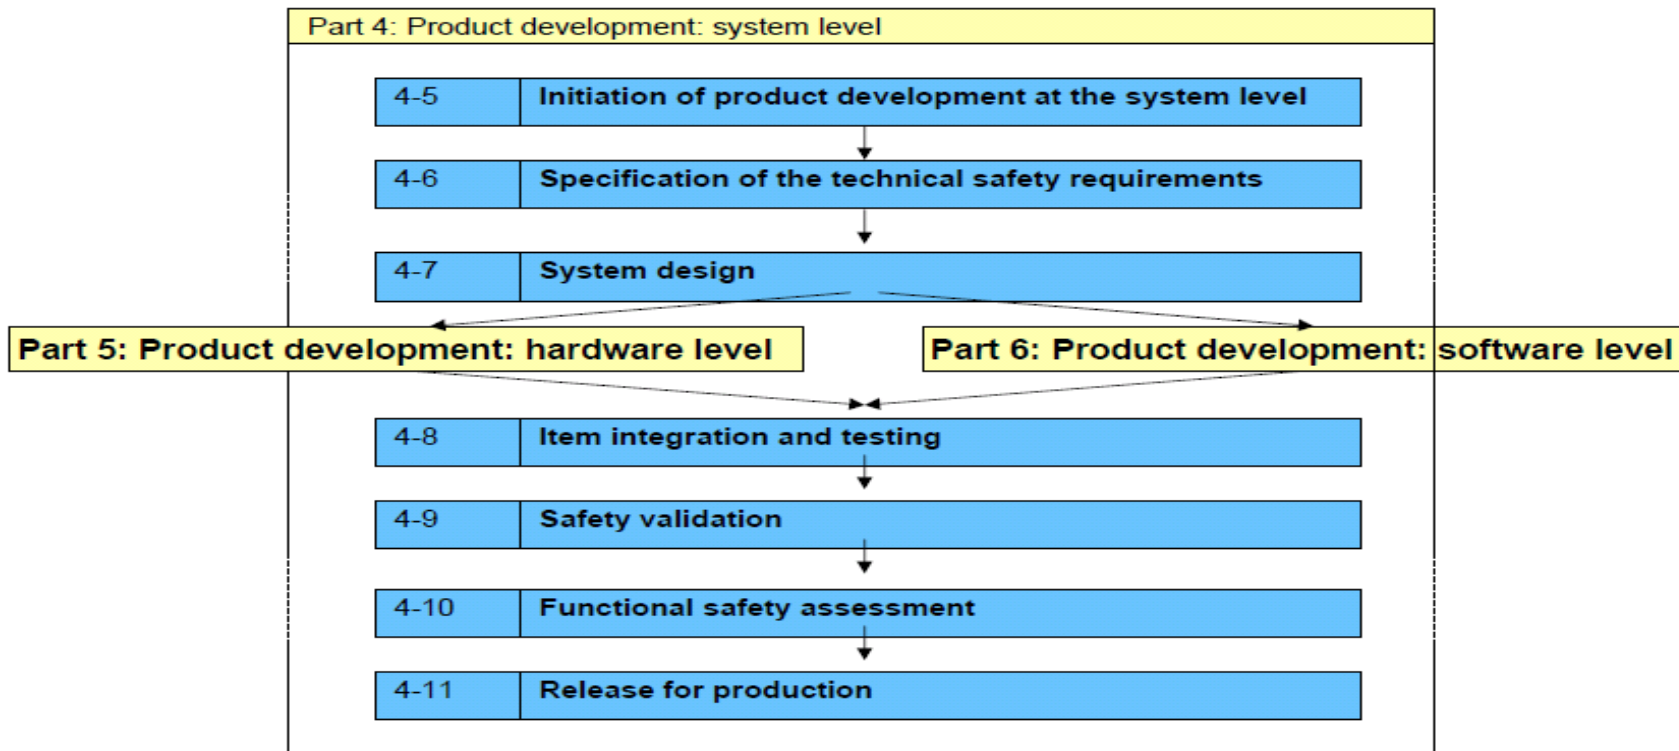 Part 4: Product development: system level
4-5 Initiation of product development at the system level
4-6 Specification of the technical safety requirements
4-7 System design
Part 5: Product development: hardware level
Part 6: Product development: software level
4-8 Item integration and testing
4-9 Safety validation
4-10 Functional safety assessment
4-11 Release for production